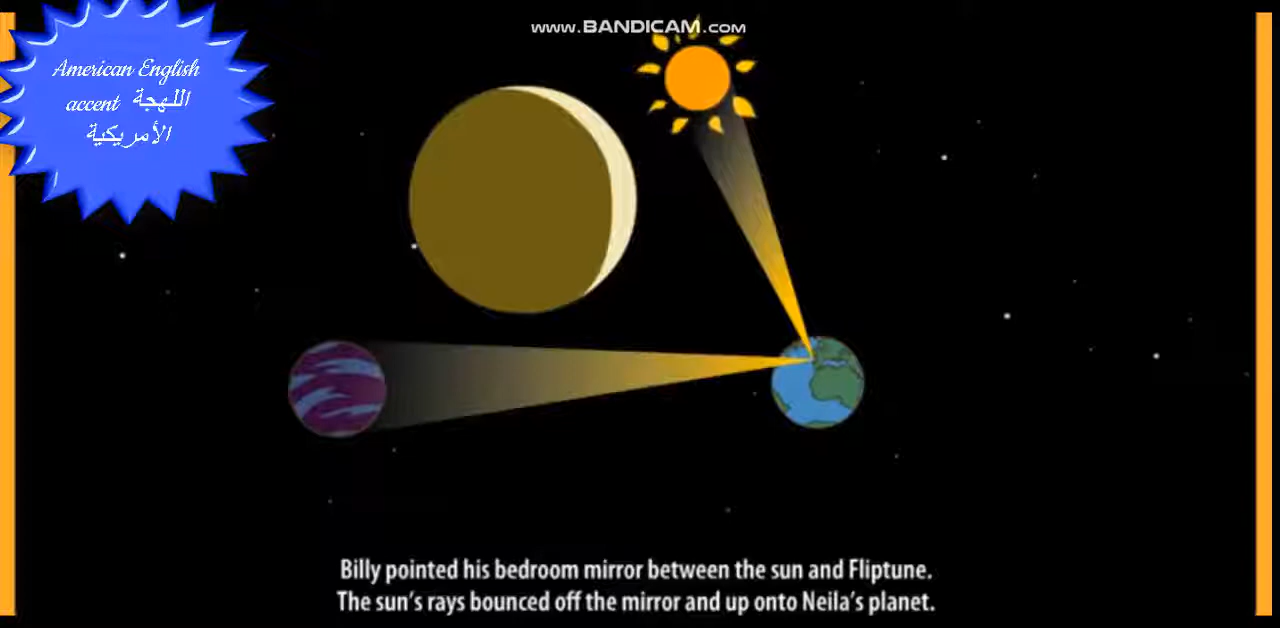 www.BANDICAM.com
American English
accent اللهجة
الأمريكية
Billy pointed his bedroom mirror between the sun and Fliptune.
The sun's rays bounced off the mirror and up onto Neila's planet.